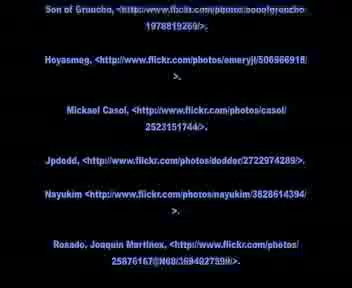 Son of Groucho, <http://www.flickr.com/photos/sonofgroucho
Hoyasmeg, <http://www.flickr.com/photos/emeryjl/506966918/
>.
Mickael Casol, <http://www.flickr.com/photos/casol/
2523151744/>.
Jpdodd, <http://www.flickr.com/photos/dodder/2722974289/>.
Nayukim <http://www.flickr.com/photos/nayukim/3828614394/
>.
Rosado, Joaquin Martinez, <http://www.flickr.com/photos/